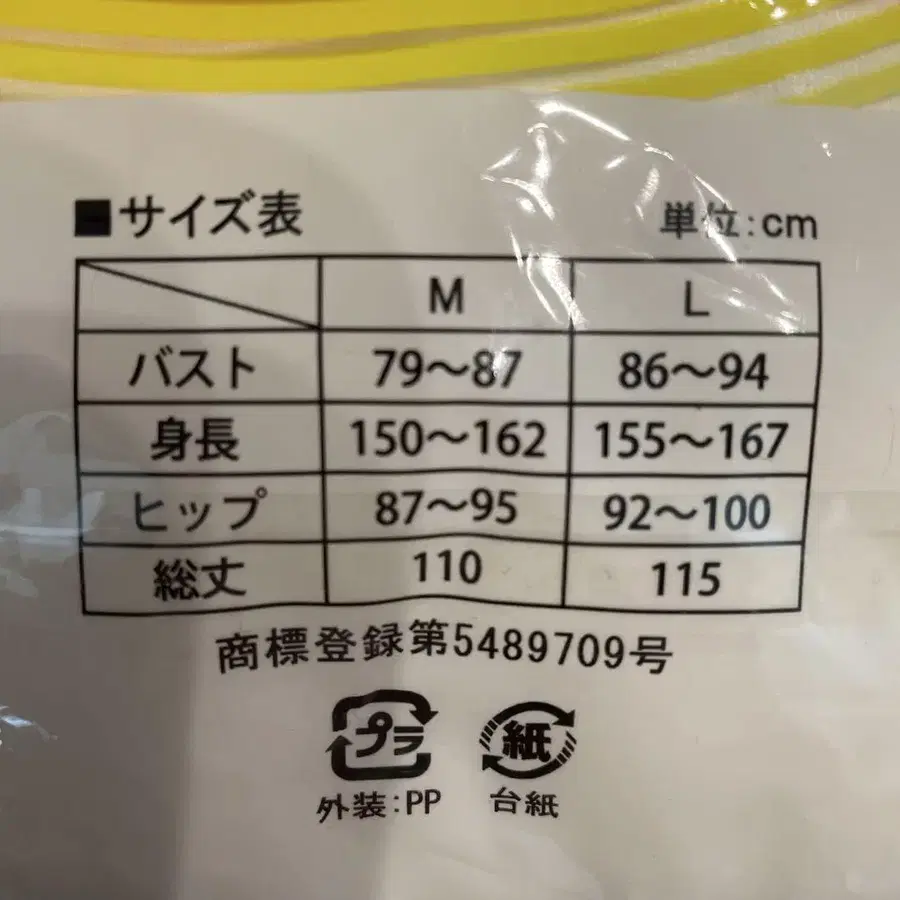 ■サイズ表
単位:cm
M L
バスト 79～87 86～94
身長 150～162 155～167
ヒップ 87～95 92～100
総丈 110 115
商標登録第5489709号
プラ 紙
外装:PP 台紙